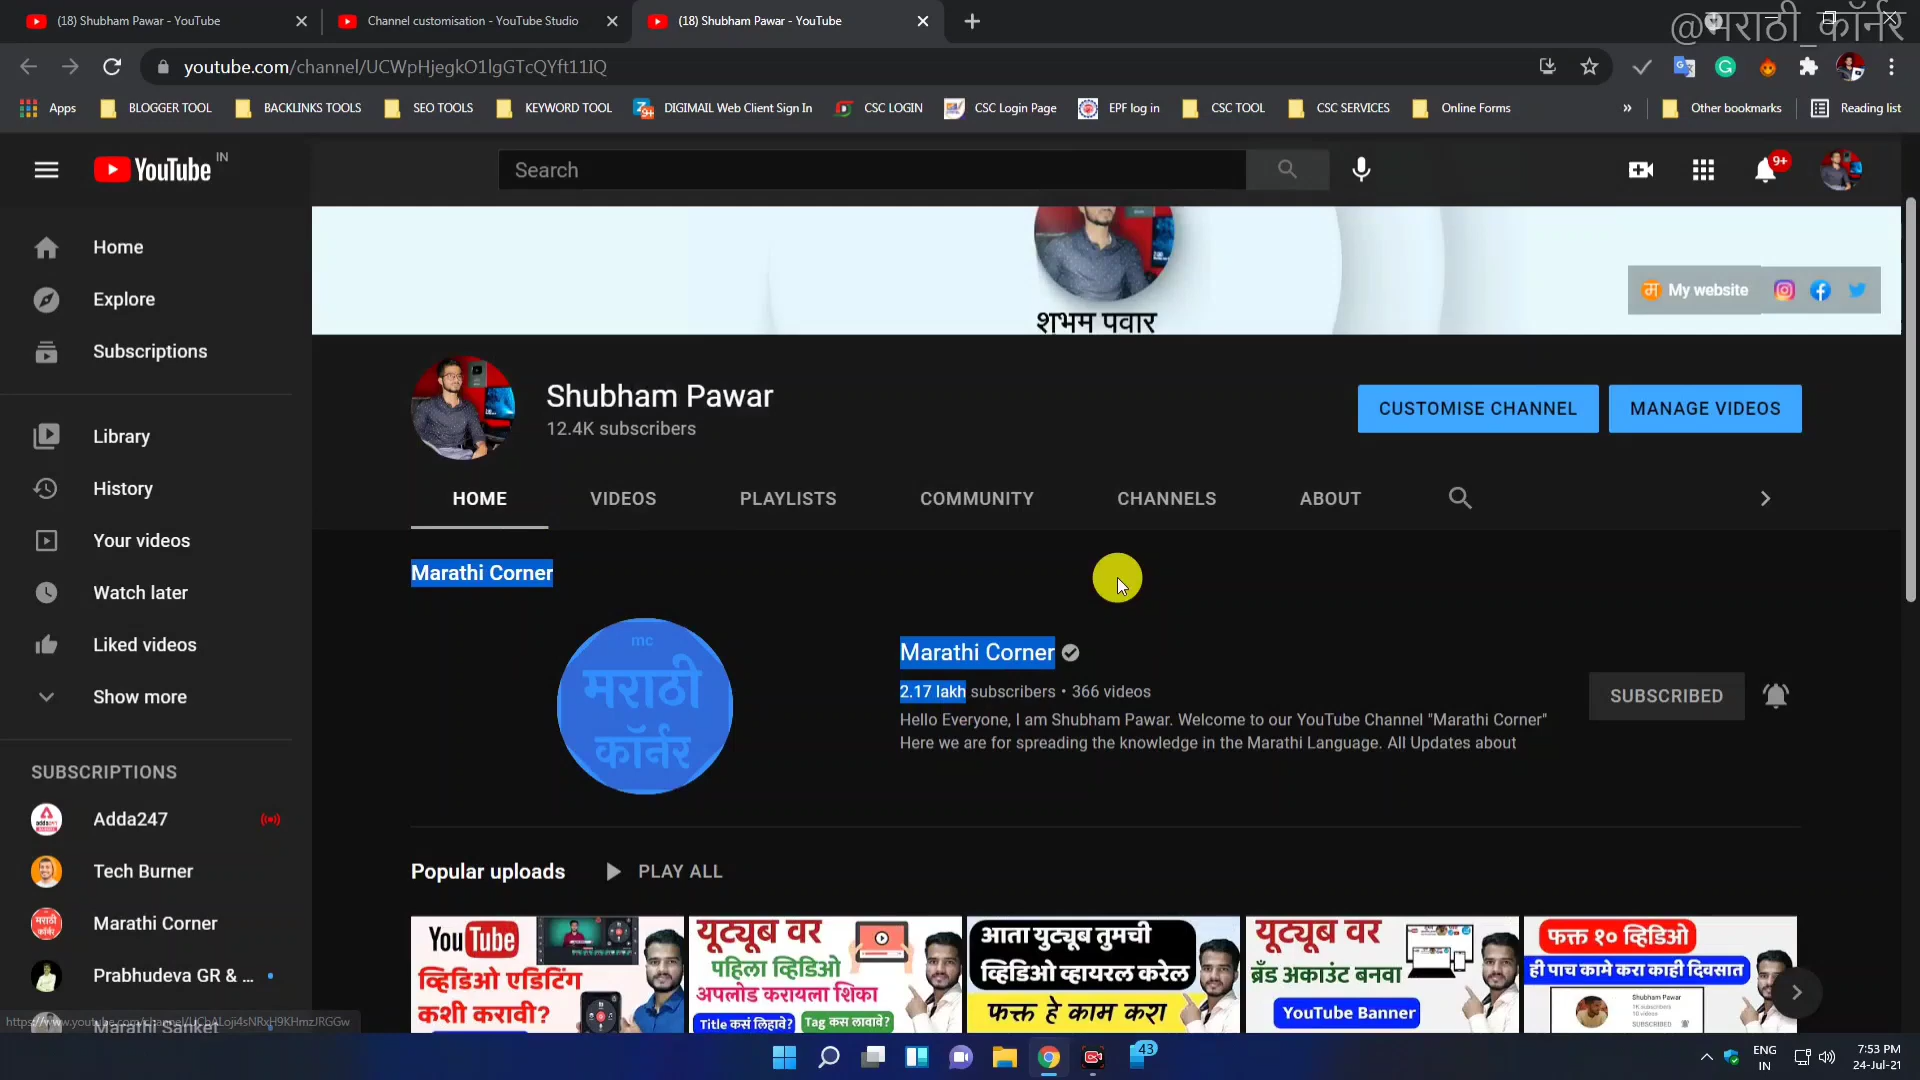 (18) Shubham Pawar - YouTube
Channel customisation - YouTube Studio
(18) Shubham Pawar - YouTube
@मराठी_कॉर्नर
youtube.com/channel/UCWpHjegkO1lgGTcQYft11IQ
Apps
BLOGGER TOOL
BACKLINKS TOOLS
SEO TOOLS
KEYWORD TOOL
DIGIMAIL Web Client Sign In
CSC LOGIN
CSC Login Page
EPF log in
CSC TOOL
CSC SERVICES
Online Forms
»
Other bookmarks
Reading list
YouTube IN
Search
9+
Home
Explore
Subscriptions
Library
History
Your videos
Watch later
Liked videos
Show more
SUBSCRIPTIONS
Adda247
Tech Burner
Marathi Corner
Prabhudeva GR & ...
Marathi Sanket
शुभम पवार
म My website
Shubham Pawar
12.4K subscribers
CUSTOMISE CHANNEL
MANAGE VIDEOS
HOME
VIDEOS
PLAYLISTS
COMMUNITY
CHANNELS
ABOUT
Marathi Corner
mc
मराठी
कॉर्नर
Marathi Corner
2.17 lakh subscribers • 366 videos
Hello Everyone, I am Shubham Pawar. Welcome to our YouTube Channel "Marathi Corner"
Here we are for spreading the knowledge in the Marathi Language. All Updates about
SUBSCRIBED
Popular uploads
PLAY ALL
YouTube
व्हिडिओ एडिटिंग
कशी करावी?
यूट्यूब वर
पहिला व्हिडिओ
अपलोड करायला शिका
Title कसं लिहावे?
Tag कस लावावे?
आता युट्यूब तुमची
व्हिडिओ व्हायरल करेल
फक्त हे काम करा
यूट्यूब वर
ब्रँड अकाउंट बनवा
YouTube Banner
फक्त १० व्हिडिओ
ही पाच कामे करा काही दिवसात
Shubham Pawar
1K subscribers
10 videos
SUBSCRIBED
43
ENG
IN
7:53 PM
24-Jul-21